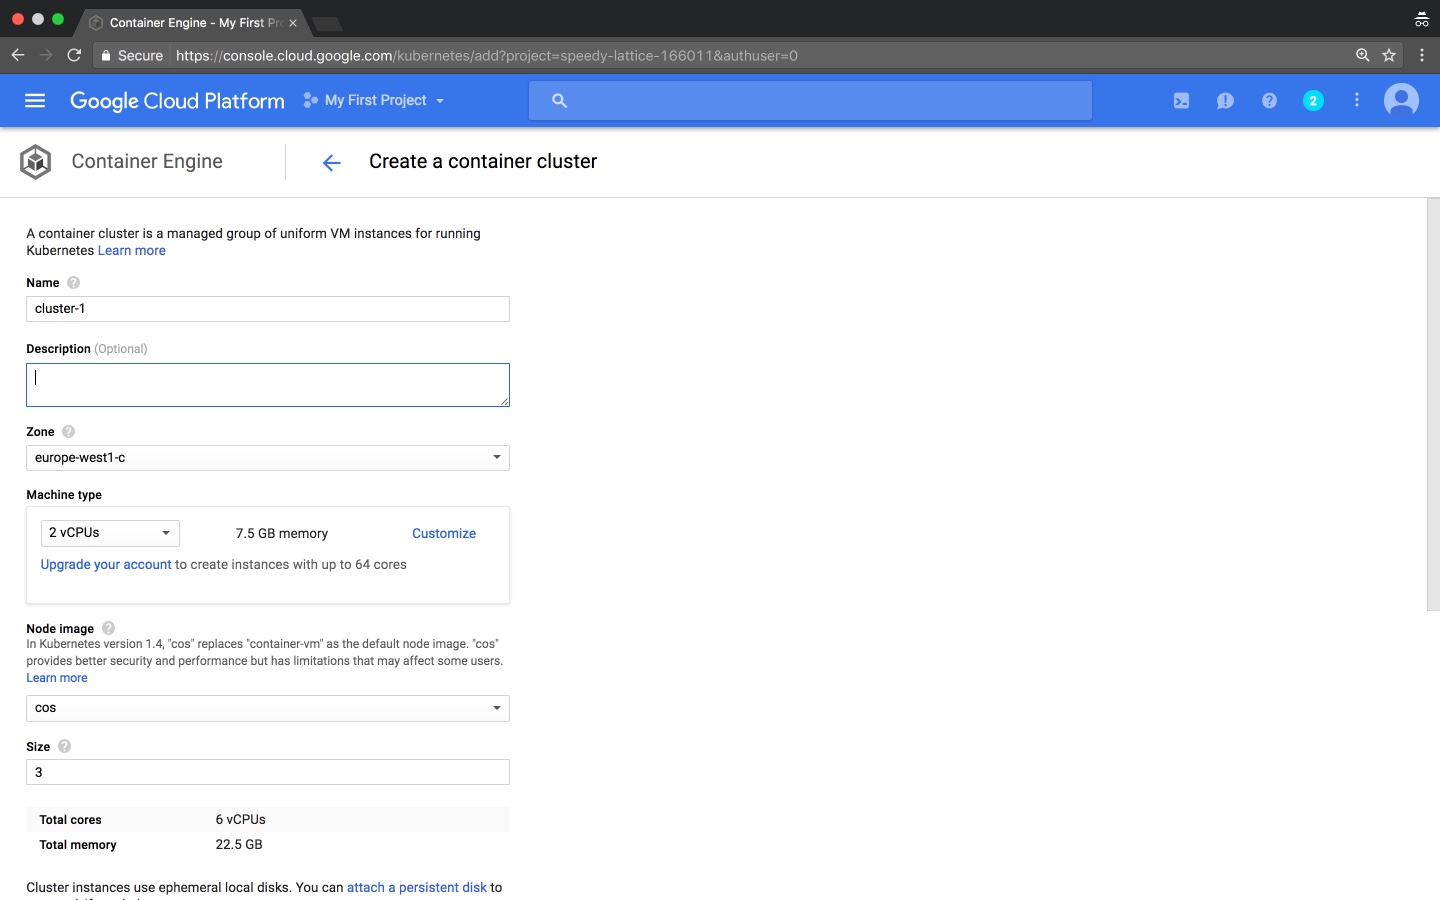 Container Engine - My First Pro
Secure https://console.cloud.google.com/kubernetes/add?project=speedy-lattice-166011&authuser=0
Google Cloud Platform My First Project 2
Container Engine Create a container cluster
A container cluster is a managed group of uniform VM instances for running
Kubernetes Learn more
Name
cluster-1
Description (Optional)
Zone
europe-west1-c
Machine type
2 vCPUs 7.5 GB memory Customize
Upgrade your account to create instances with up to 64 cores
Node image
In Kubernetes version 1.4, "cos" replaces "container-vm" as the default node image. "cos"
provides better security and performance but has limitations that may affect some users.
Learn more
cos
Size
3
Total cores 6 vCPUs
Total memory 22.5 GB
Cluster instances use ephemeral local disks. You can attach a persistent disk to